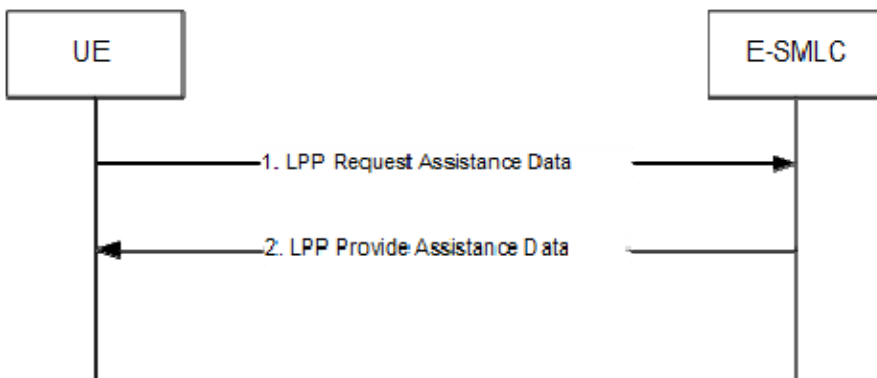 UE
E-SMLC
1. LPP Request Assistance Data
2. LPP Provide Assistance Data